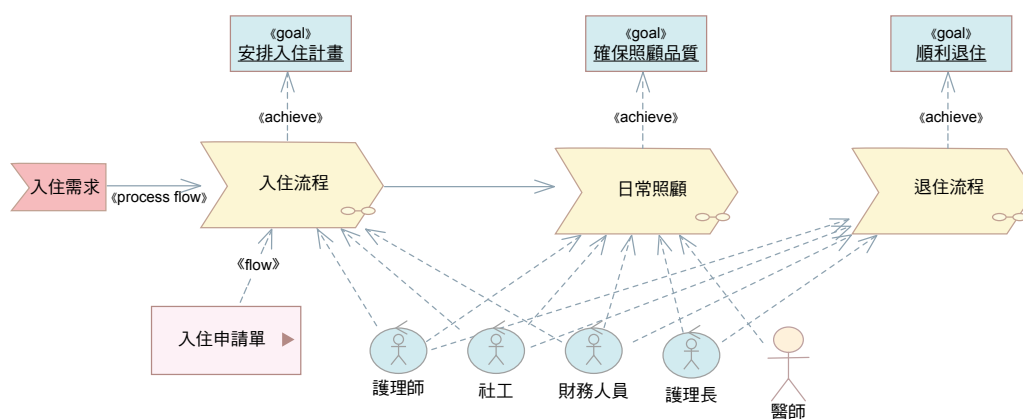 《goal》
安排入住計畫
《goal》
確保照顧品質
《goal》
順利退住
《achieve》
《achieve》
《achieve》
入住需求
《process flow》
入住流程
日常照顧
退住流程
《flow》
入住申請單
護理師
社工
財務人員
護理長
醫師